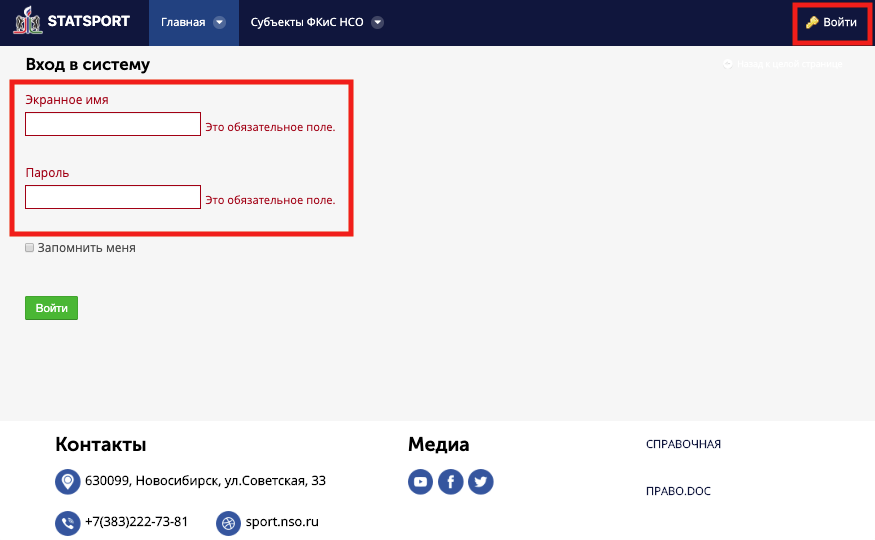 STATSPORT Главная Субъекты ФКиС НСО Войти
Вход в систему
Экранное имя
Это обязательное поле.
Пароль
Это обязательное поле.
Запомнить меня
Войти
Контакты
630099, Новосибирск, ул.Советская, 33
+7(383)222-73-81 sport.nso.ru
Медиа
СПРАВОЧНАЯ
ПРАВО.DOC